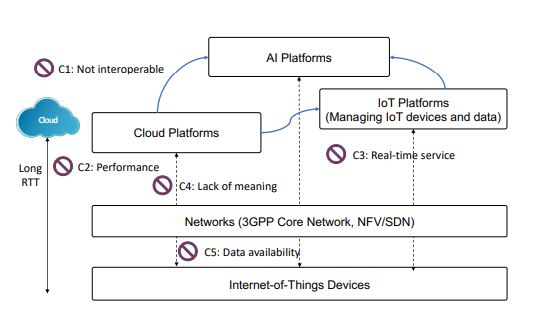 AI Platforms
C1: Not interoperable
IoT Platforms
(Managing IoT devices and data)
Cloud
Cloud Platforms
Long
RTT
C2: Performance
C3: Real-time service
C4: Lack of meaning
Networks (3GPP Core Network, NFV/SDN)
C5: Data availability
Internet-of-Things Devices